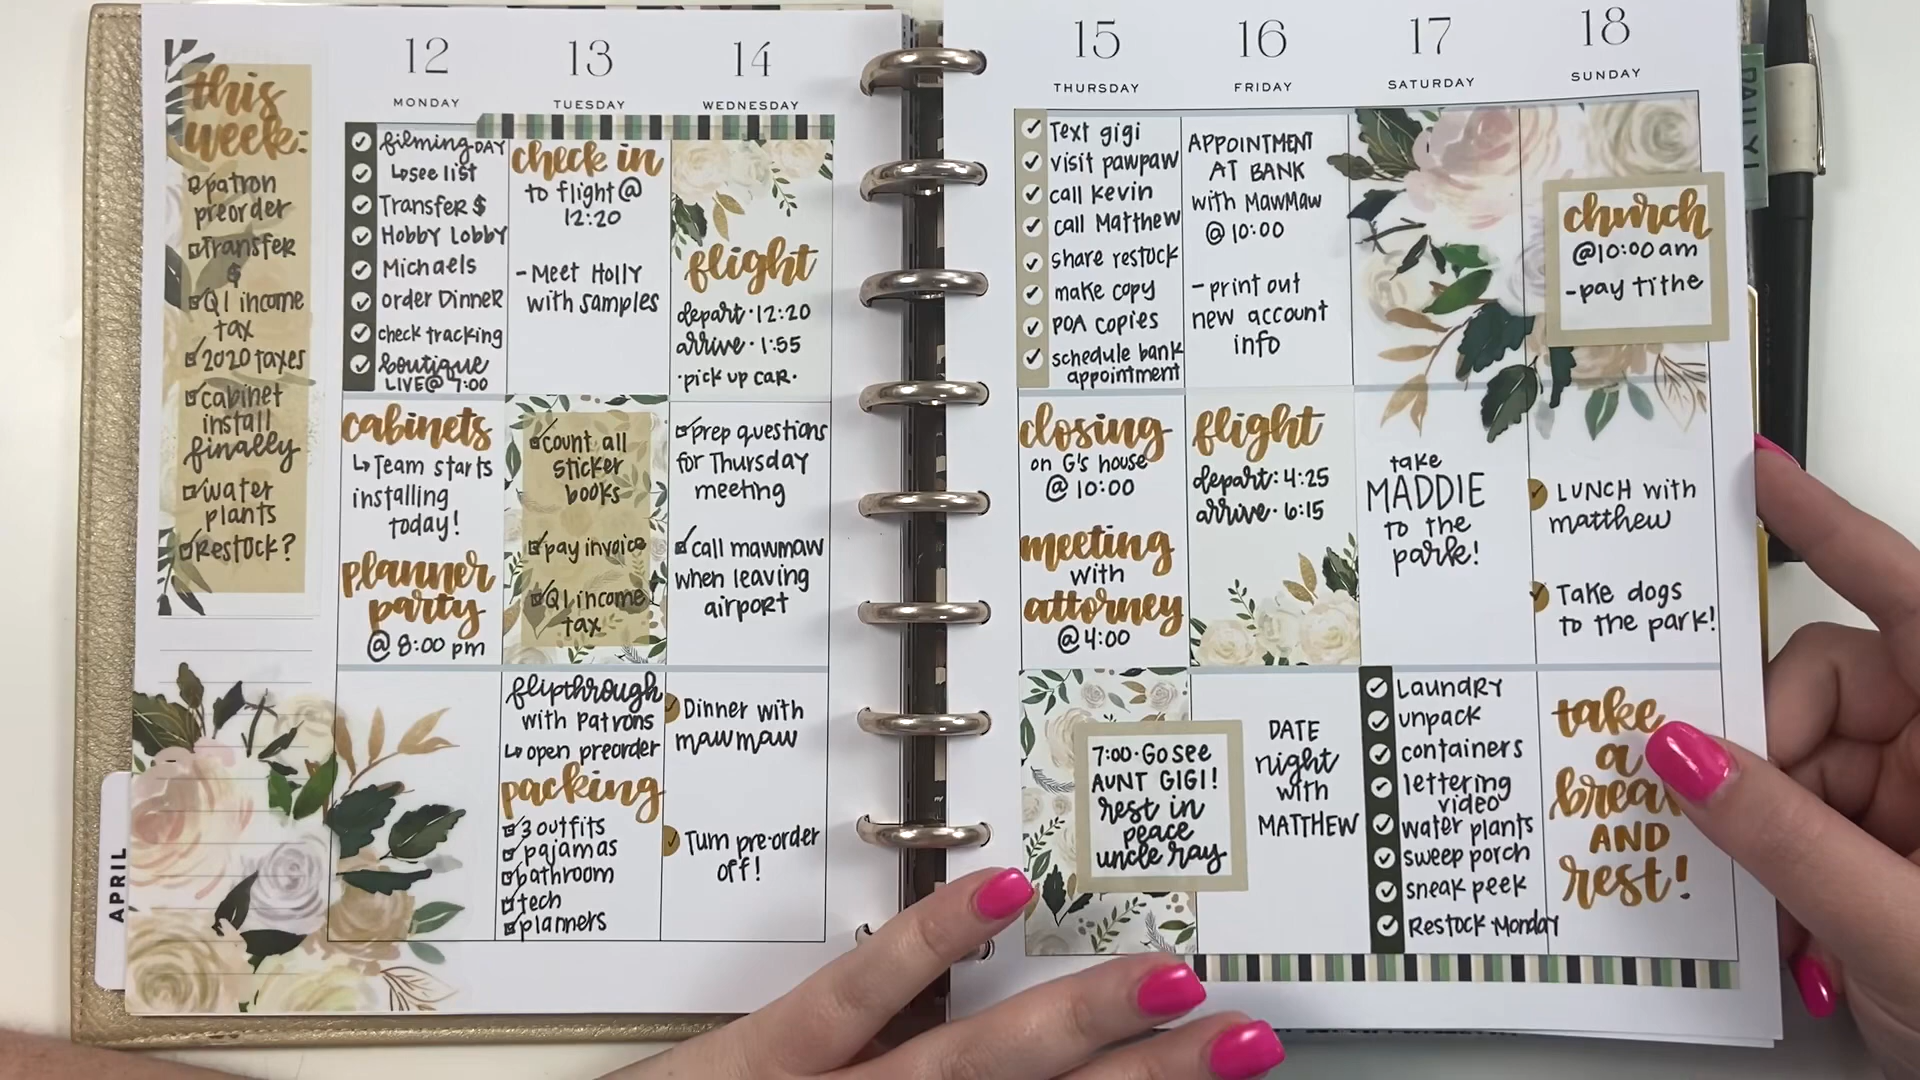 this
week:
patron
preorder
Transfer
$
Q1 income
tax
2020 taxes
cabinet
install
finally
water
plants
Restock?
APRIL
12
MONDAY
filming DAY
↳see list
Transfer $
Hobby Lobby
Michaels
order Dinner
check tracking
boutique
LIVE@ 7:00
cabinets
↳Team starts
installing
today!
planner
party
@ 8:00 pm
13
TUESDAY
check in
to flight @
12:20
- Meet Holly
with samples
count all
sticker
books
pay invoice
Q1 income
tax
flipthrough
with patrons
↳ open preorder
packing
3 outfits
pajamas
bathroom
tech
planners
14
WEDNESDAY
flight
depart · 12:20
arrive · 1:55
· pick up car ·
prep questions
for Thursday
meeting
call mawmaw
when leaving
airport
Dinner with
mawmaw
Turn pre-order
off!
15
THURSDAY
Text gigi
visit pawpaw
call Kevin
call Matthew
share restock
make copy
POA copies
schedule bank
appointment
closing
on G's house
@ 10:00
meeting
with
attorney
@ 4:00
7:00 · Go see
AUNT GIGI!
rest in
peace
uncle ray
16
FRIDAY
APPOINTMENT
AT BANK
with MawMaw
@ 10:00
- print out
new account
info
flight
depart: 4:25
arrive · 6:15
DATE
night
with
MATTHEW
17
SATURDAY
take
MADDIE
to the
park!
Laundry
unpack
containers
lettering
video
water plants
sweep porch
sneak peek
Restock Monday
18
SUNDAY
church
@10:00 am
- pay tithe
LUNCH with
matthew
Take dogs
to the park!
take
a
AND
rest!
DAILY